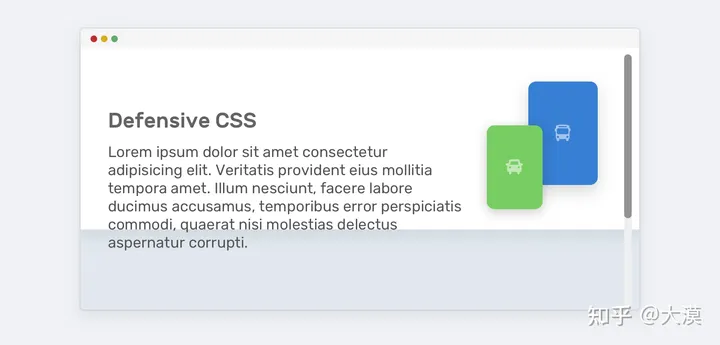 Defensive CSS
Lorem ipsum dolor sit amet consectetur
adipisicing elit. Veritatis provident eius mollitia
tempora amet. Illum nesciunt, facere labore
ducimus accusamus, temporibus error perspiciatis
commodi, quaerat nisi molestias delectus
aspernatur corrupti.
知乎 @大漠